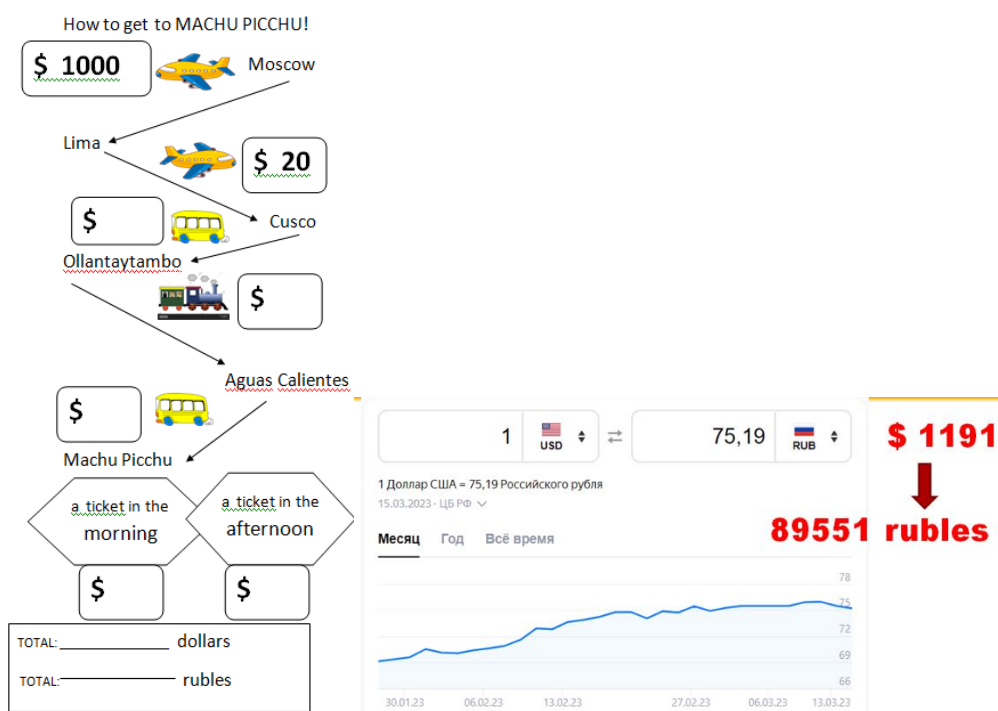 How to get to MACHU PICCHU!
$ 1000
Moscow
Lima
$ 20
$
Cusco
Ollantaytambo
$
Aguas Calientes
$
Machu Picchu
a ticket in the
morning
a ticket in the
afternoon
$
$
TOTAL:____________ dollars
TOTAL:____________ rubles
1 USD
75,19 RUB
1 Доллар США = 75,19 Российского рубля
15.03.2023 · ЦБ РФ
Месяц Год Всё время
78
75
72
69
66
30.01.23 06.02.23 13.02.23 27.02.23 06.03.23 13.03.23
$ 1191
89551 rubles